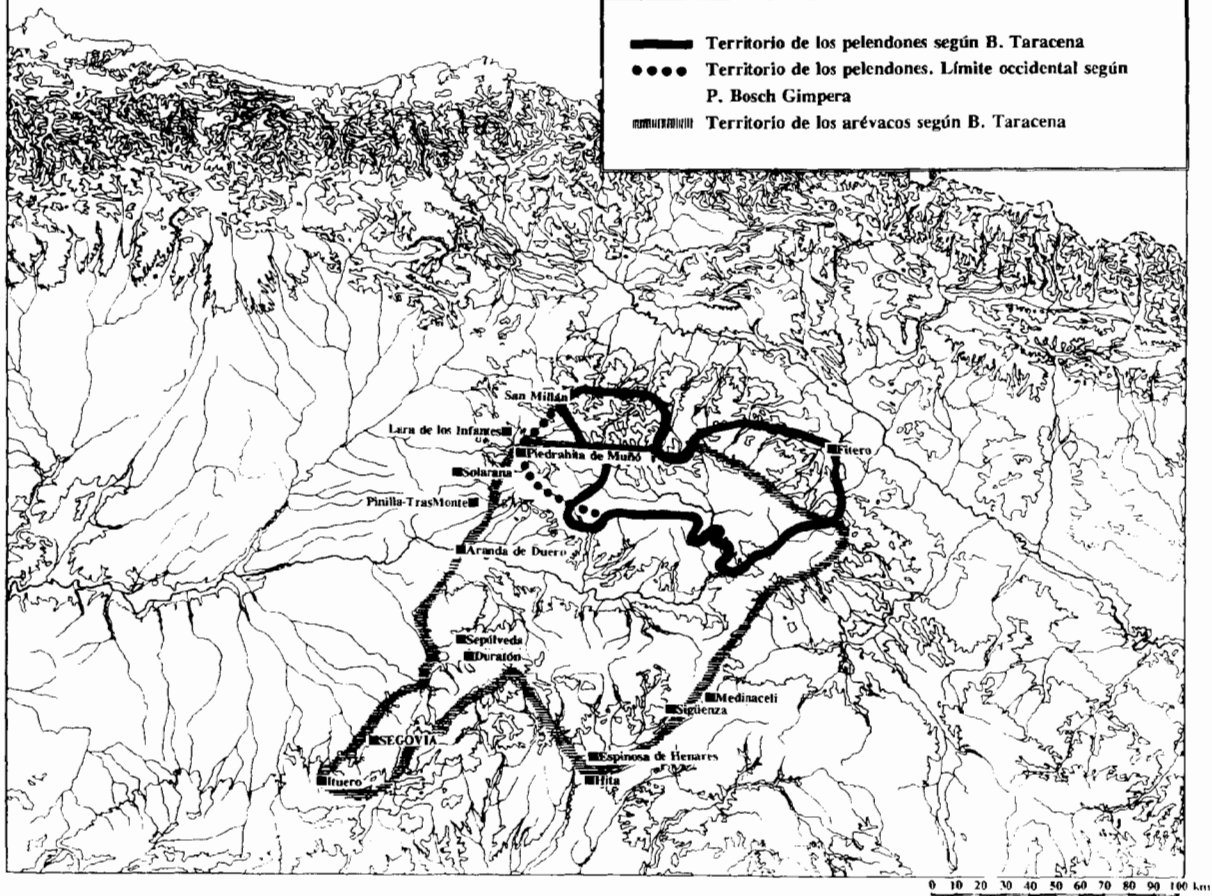 Territorio de los pelendones según B. Taracena
Territorio de los pelendones. Límite occidental según
P. Bosch Gimpera
Territorio de los arévacos según B. Taracena
San Millán
Lara de los Infantes
Piedrahita de Muñó
Fitero
Solarana
Pinilla-TrasMonte
Aranda de Duero
Sepúlveda
Duratón
Medinaceli
Sigüenza
SEGOVIA
Espinosa de Henares
Ituero
Hita
0 10 20 30 40 50 60 70 80 90 100 km